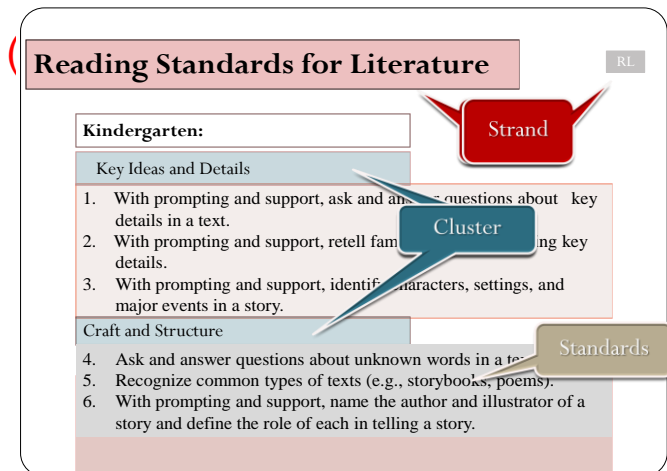 Reading Standards for Literature
RL
Strand
Kindergarten:
Key Ideas and Details
1. With prompting and support, ask and questions about key
details in a text.
Cluster
2. With prompting and support, retell key
details.
3. With prompting and support, identify characters, settings, and
major events in a story.
Craft and Structure
Standards
4. Ask and answer questions about unknown words in a
5. Recognize common types of texts (e.g., storybooks, poems).
6. With prompting and support, name the author and illustrator of a
story and define the role of each in telling a story.